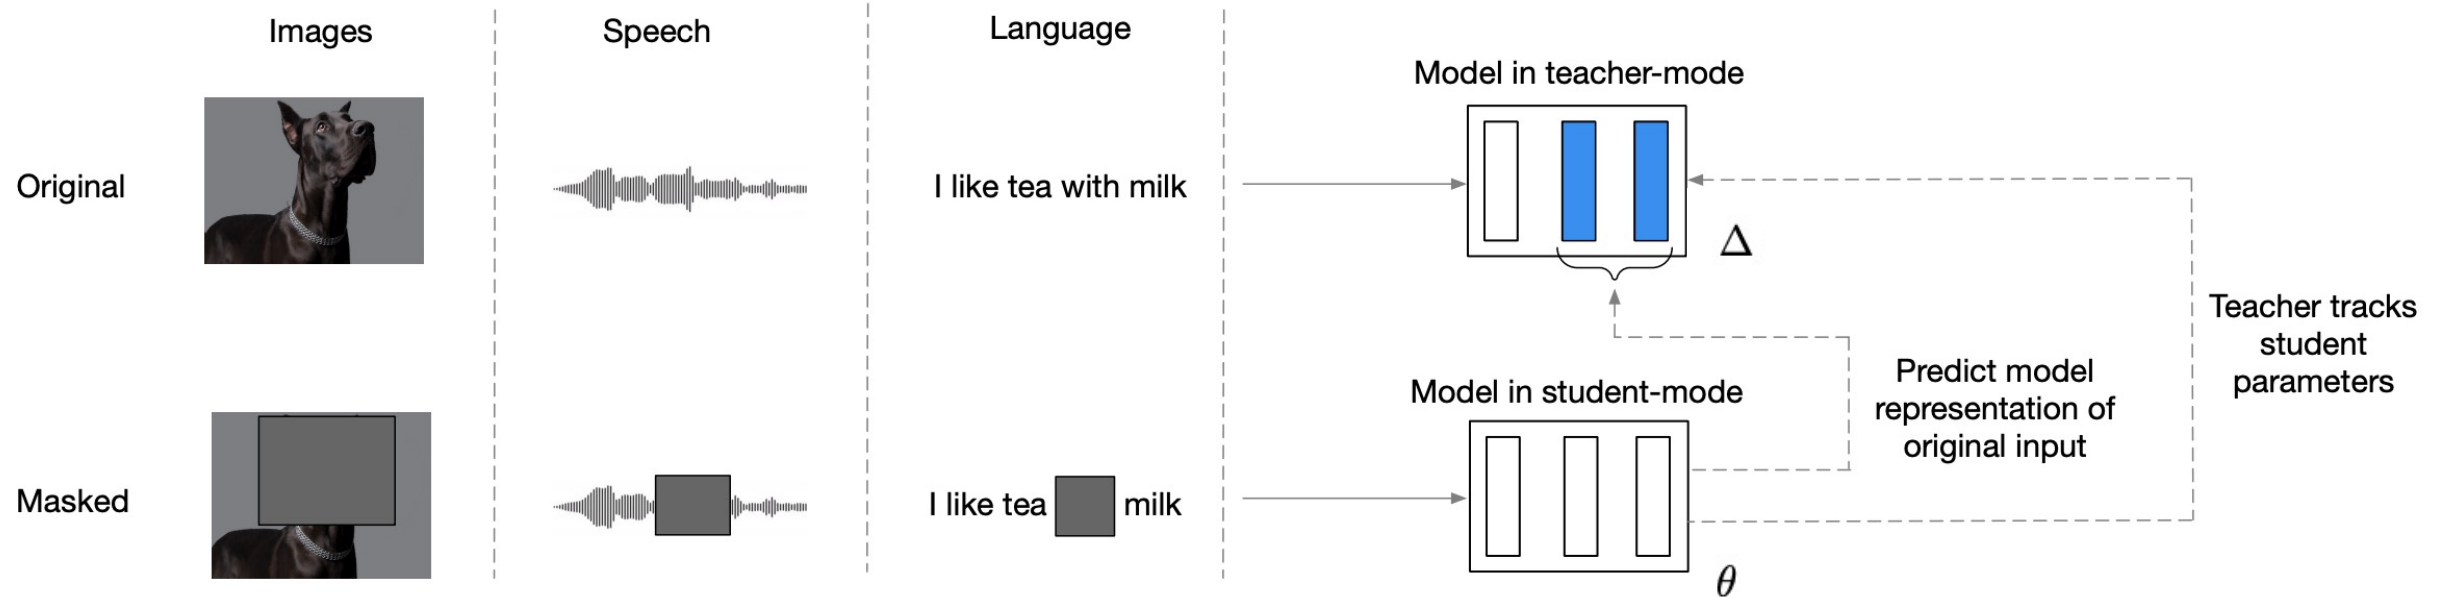 Images
Speech
Language
Model in teacher-mode
Original
I like tea with milk
Δ
Teacher tracks
student
parameters
Predict model
representation of
original input
Model in student-mode
Masked
I like tea milk
θ